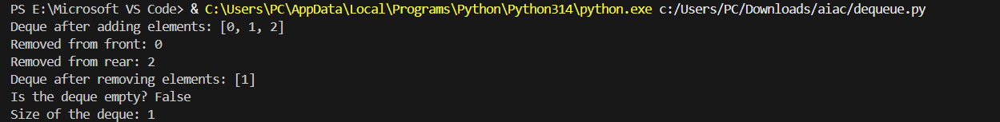 PS E:\Microsoft VS Code> & C:\Users\PC\AppData\Local\Programs\Python\Python314\python.exe c:/Users/PC/Downloads/aiac/dequeue.py
Deque after adding elements: [0, 1, 2]
Removed from front: 0
Removed from rear: 2
Deque after removing elements: [1]
Is the deque empty? False
Size of the deque: 1